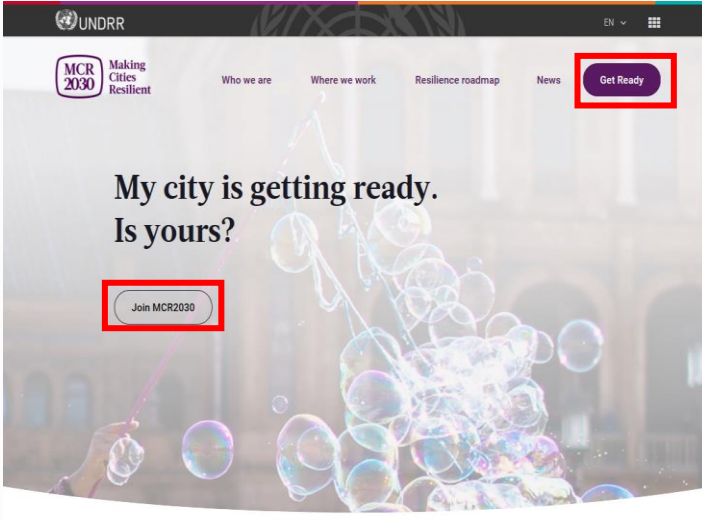 UNDRR
EN
MCR
2030
Making
Cities
Resilient
Who we are
Where we work
Resilience roadmap
News
Get Ready
My city is getting ready.
Is yours?
Join MCR2030